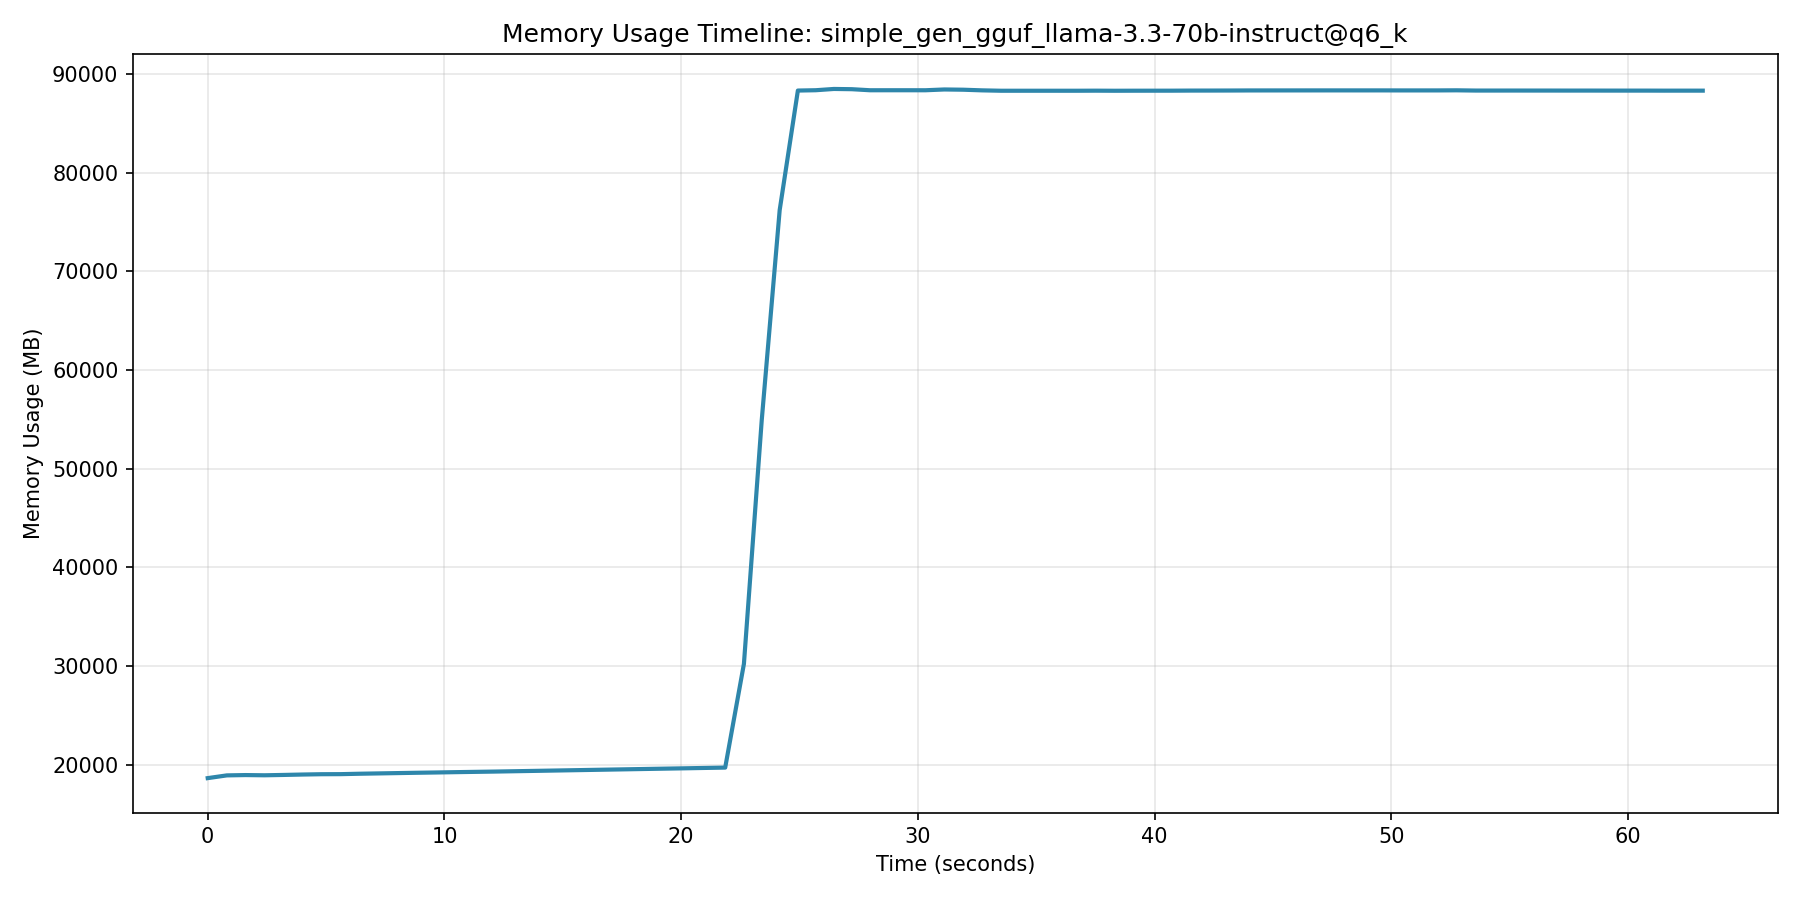 Memory Usage Timeline: simple_gen_gguf_llama-3.3-70b-instruct@q6_k
Memory Usage (MB)
90000
80000
70000
60000
50000
40000
30000
20000
0 10 20 30 40 50 60
Time (seconds)